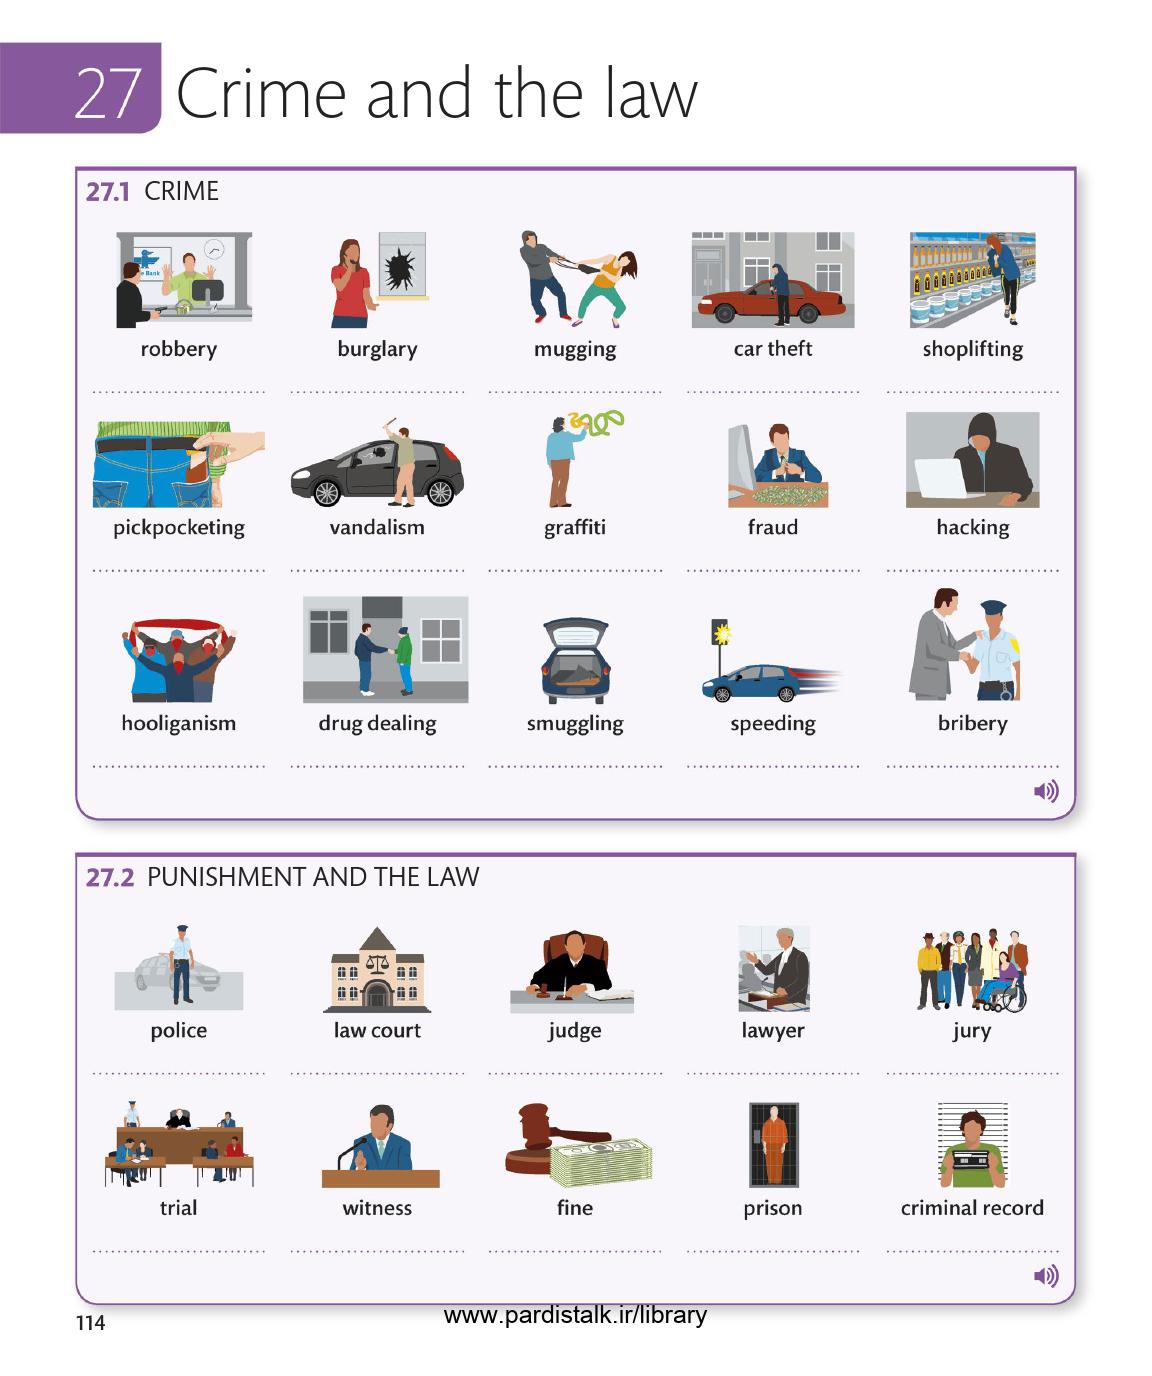 27 Crime and the law
27.1 CRIME
e Bank
robbery burglary mugging car theft shoplifting
pickpocketing vandalism graffiti fraud hacking
hooliganism drug dealing smuggling speeding bribery
27.2 PUNISHMENT AND THE LAW
police law court judge lawyer jury
trial witness fine prison criminal record
114
www.pardistalk.ir/library